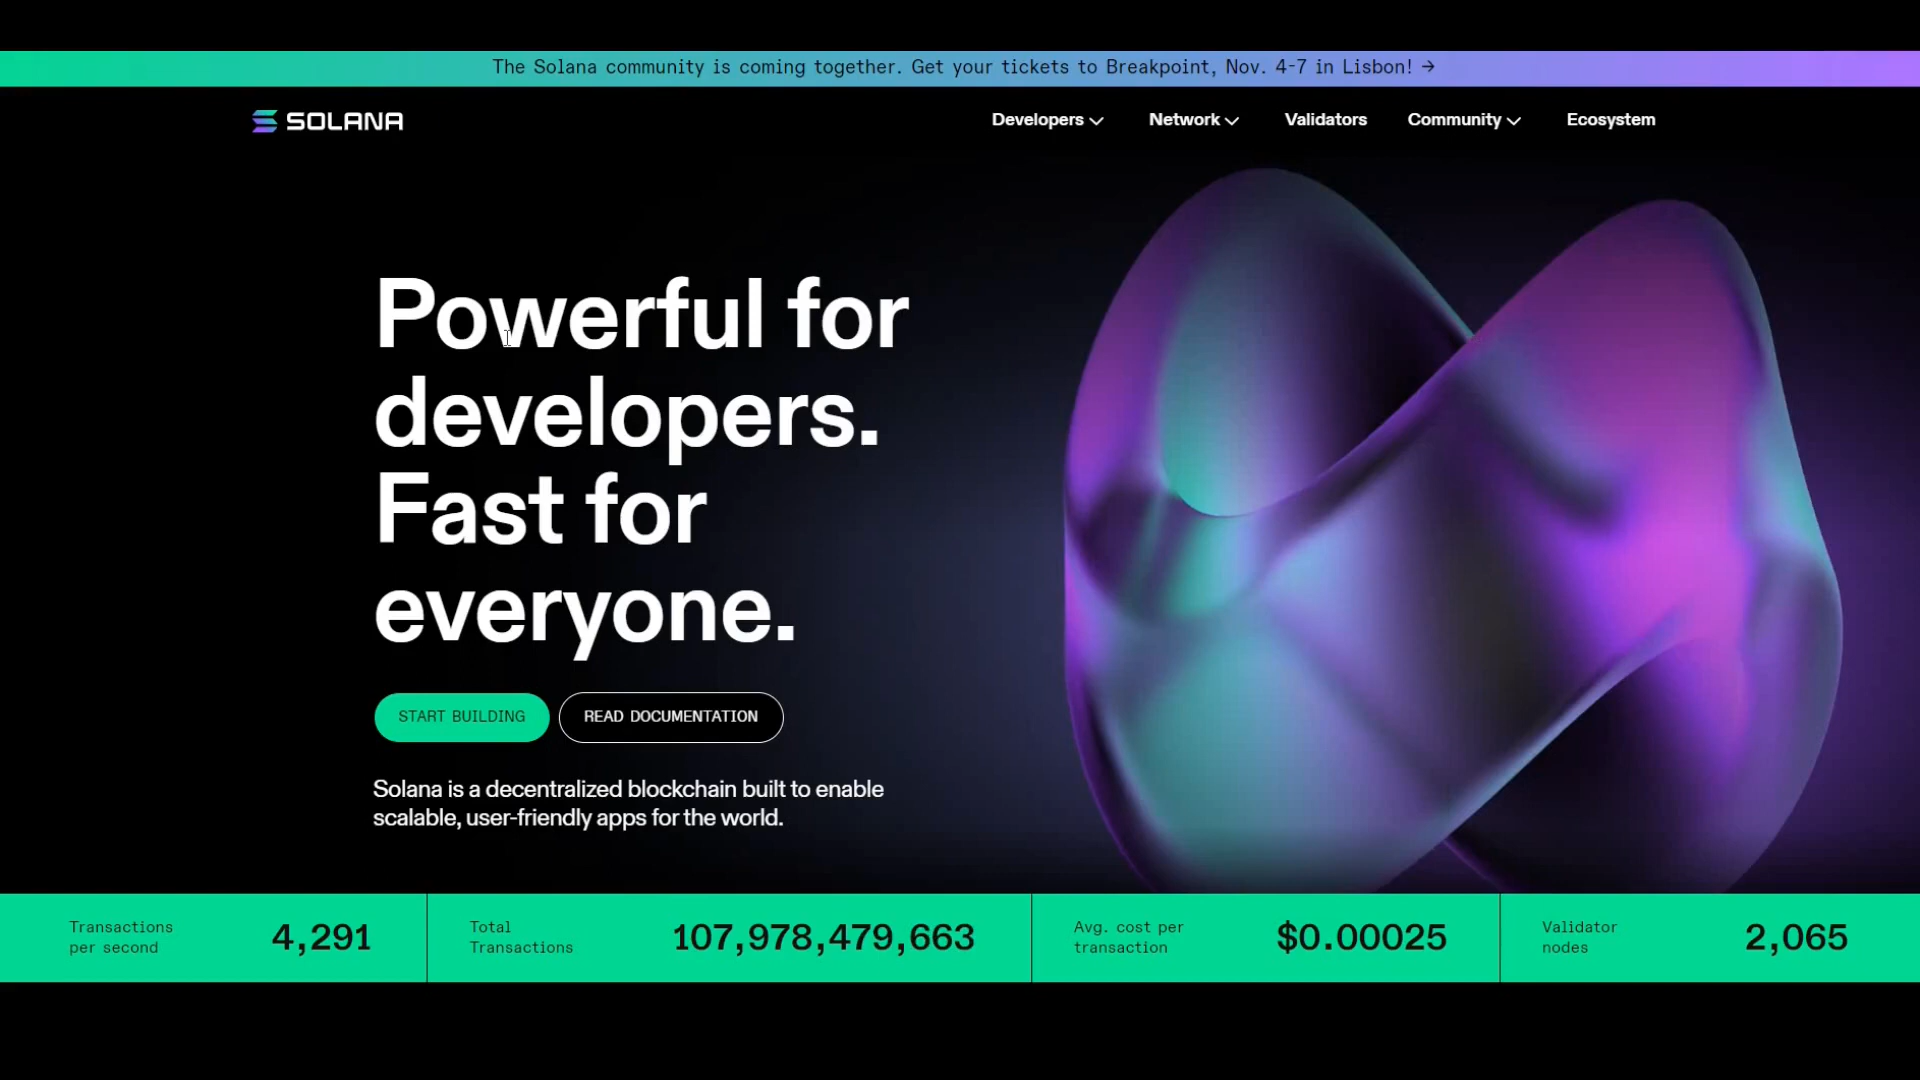 The Solana community is coming together. Get your tickets to Breakpoint, Nov. 4-7 in Lisbon! →
SOLANA
Developers
Network
Validators
Community
Ecosystem
Powerful for
developers.
Fast for
everyone.
START BUILDING
READ DOCUMENTATION
Solana is a decentralized blockchain built to enable
scalable, user-friendly apps for the world.
Transactions
per second
4,291
Total
Transactions
107,978,479,663
Avg. cost per
transaction
$0.00025
Validator
nodes
2,065